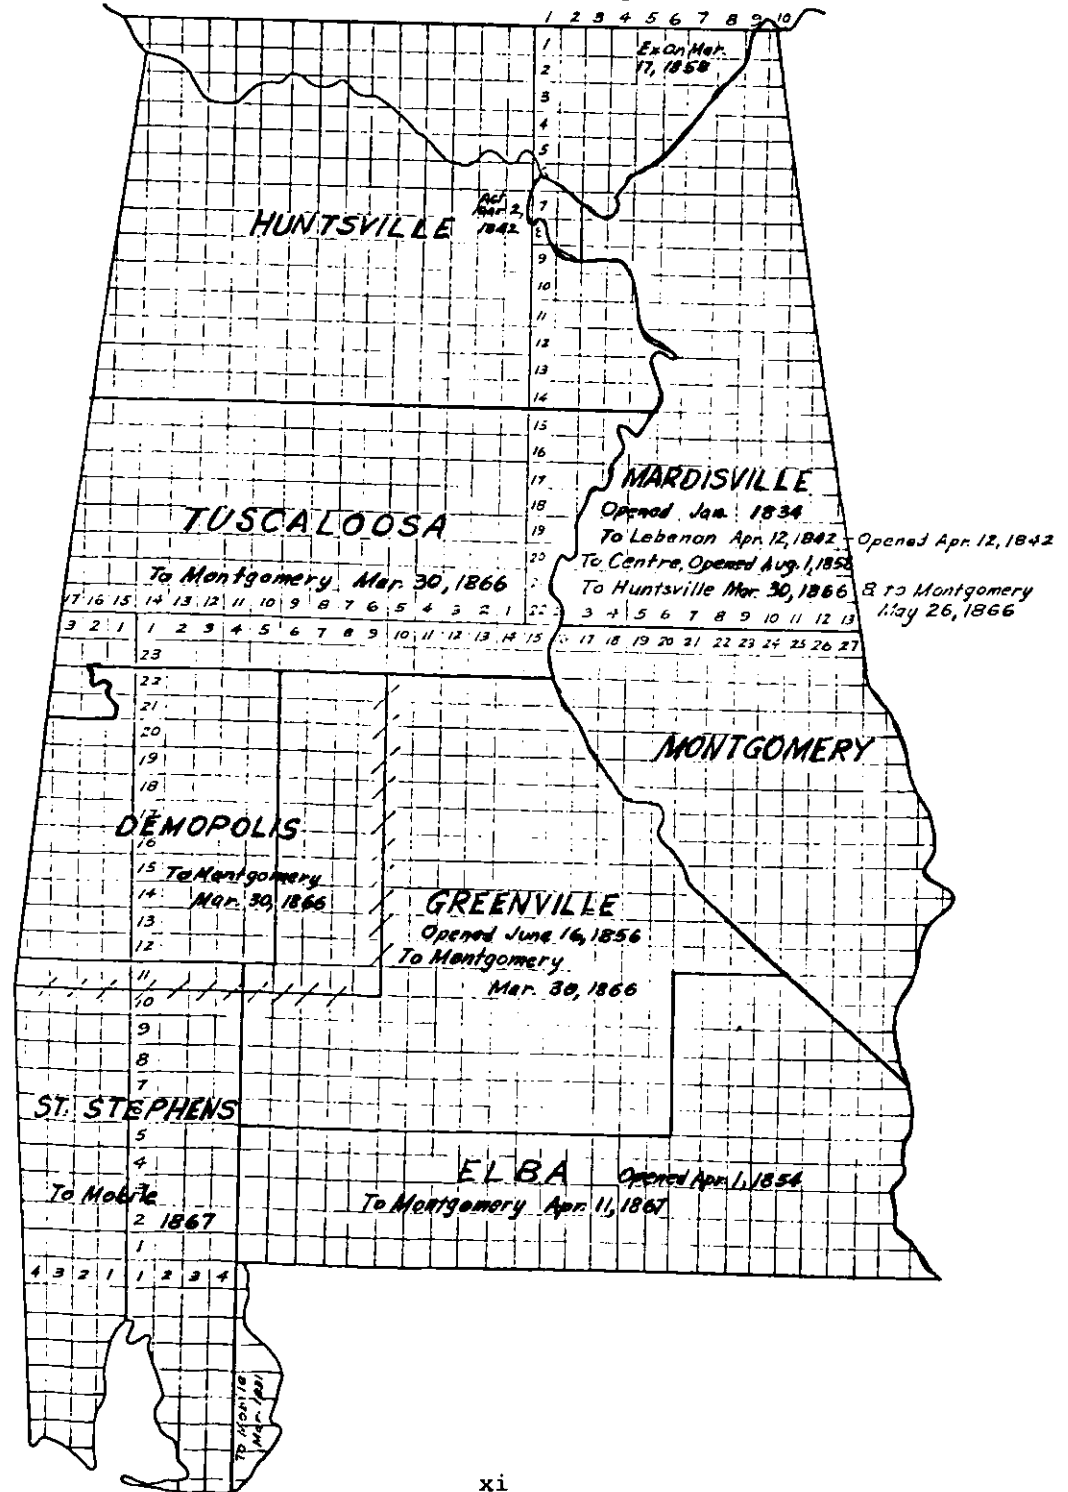 1 2 3 4 5 6 7 8 9 10
1
Ex On Mar.
17, 1858
2
3
4
5
7
Act
Mar. 2,
1842
HUNTSVILLE
8
9
10
11
12
13
14
15
16
17
MARDISVILLE
18
Opened Jan. 1834
TUSCALOOSA
19
To Lebenon Apr. 12, 1842 - Opened Apr. 12, 1842
20
To Centre, Opened Aug. 1, 1858
To Montgomery Mar. 30, 1866
To Huntsville Mar. 30, 1866 & to Montgomery
May 26, 1866
17 16 15 14 13 12 11 10 9 8 7 6 5 4 3 2 1 22 3 4 5 6 7 8 9 10 11 12 13
3 2 1 1 2 3 4 5 6 7 8 9 10 11 12 13 14 15 17 18 19 20 21 22 23 24 25 26 27
23
22
21
20
19
MONTGOMERY
18
17
DEMOPOLIS
16
15
To Montgomery
Mar. 30, 1866
14
13
12
GREENVILLE
Opened June 16, 1856
To Montgomery
Mar. 30, 1866
11
10
9
8
7
ST. STEPHENS
5
4
ELBA Opened Apr. 1, 1854
To Montgomery Apr. 11, 1867
To Mobile
2 1867
1
4 3 2 1 1 2 3 4
To Mobile
xi